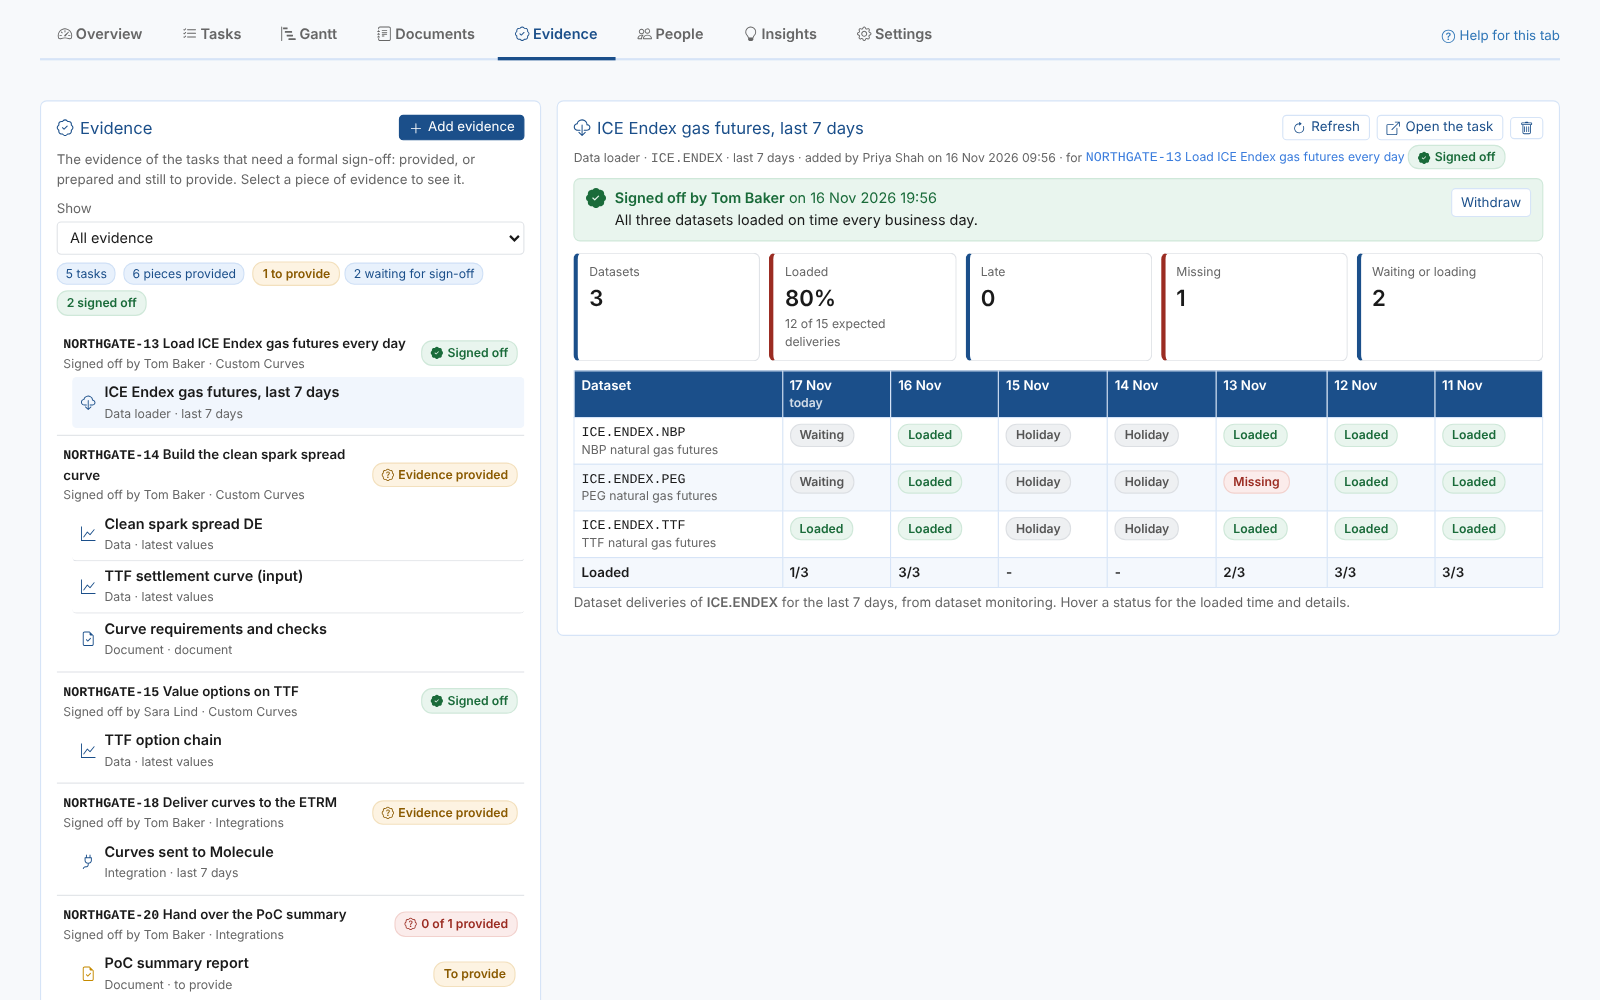 Overview Tasks Gantt Documents Evidence People Insights Settings Help for this tab
Evidence
+ Add evidence
The evidence of the tasks that need a formal sign-off: provided, or
prepared and still to provide. Select a piece of evidence to see it.
Show
All evidence
5 tasks 6 pieces provided 1 to provide 2 waiting for sign-off
2 signed off
NORTHGATE-13 Load ICE Endex gas futures every day
Signed off by Tom Baker · Custom Curves
Signed off
ICE Endex gas futures, last 7 days
Data loader · last 7 days
NORTHGATE-14 Build the clean spark spread
curve
Signed off by Tom Baker · Custom Curves
Evidence provided
Clean spark spread DE
Data · latest values
TTF settlement curve (input)
Data · latest values
Curve requirements and checks
Document · document
NORTHGATE-15 Value options on TTF
Signed off by Sara Lind · Custom Curves
Signed off
TTF option chain
Data · latest values
NORTHGATE-18 Deliver curves to the ETRM
Signed off by Tom Baker · Integrations
Evidence provided
Curves sent to Molecule
Integration · last 7 days
NORTHGATE-20 Hand over the PoC summary
Signed off by Tom Baker · Integrations
0 of 1 provided
PoC summary report
Document · to provide
To provide
ICE Endex gas futures, last 7 days
Refresh Open the task
Data loader · ICE.ENDEX · last 7 days · added by Priya Shah on 16 Nov 2026 09:56 · for NORTHGATE-13 Load ICE Endex gas futures every day Signed off
Signed off by Tom Baker on 16 Nov 2026 19:56
All three datasets loaded on time every business day.
Withdraw
Datasets
3
Loaded
80%
12 of 15 expected
deliveries
Late
0
Missing
1
Waiting or loading
2
Dataset 17 Nov 16 Nov 15 Nov 14 Nov 13 Nov 12 Nov 11 Nov
today
ICE.ENDEX.NBP Waiting Loaded Holiday Holiday Loaded Loaded Loaded
NBP natural gas futures
ICE.ENDEX.PEG Waiting Loaded Holiday Holiday Missing Loaded Loaded
PEG natural gas futures
ICE.ENDEX.TTF Loaded Loaded Holiday Holiday Loaded Loaded Loaded
TTF natural gas futures
Loaded 1/3 3/3 - - 2/3 3/3 3/3
Dataset deliveries of ICE.ENDEX for the last 7 days, from dataset monitoring. Hover a status for the loaded time and details.